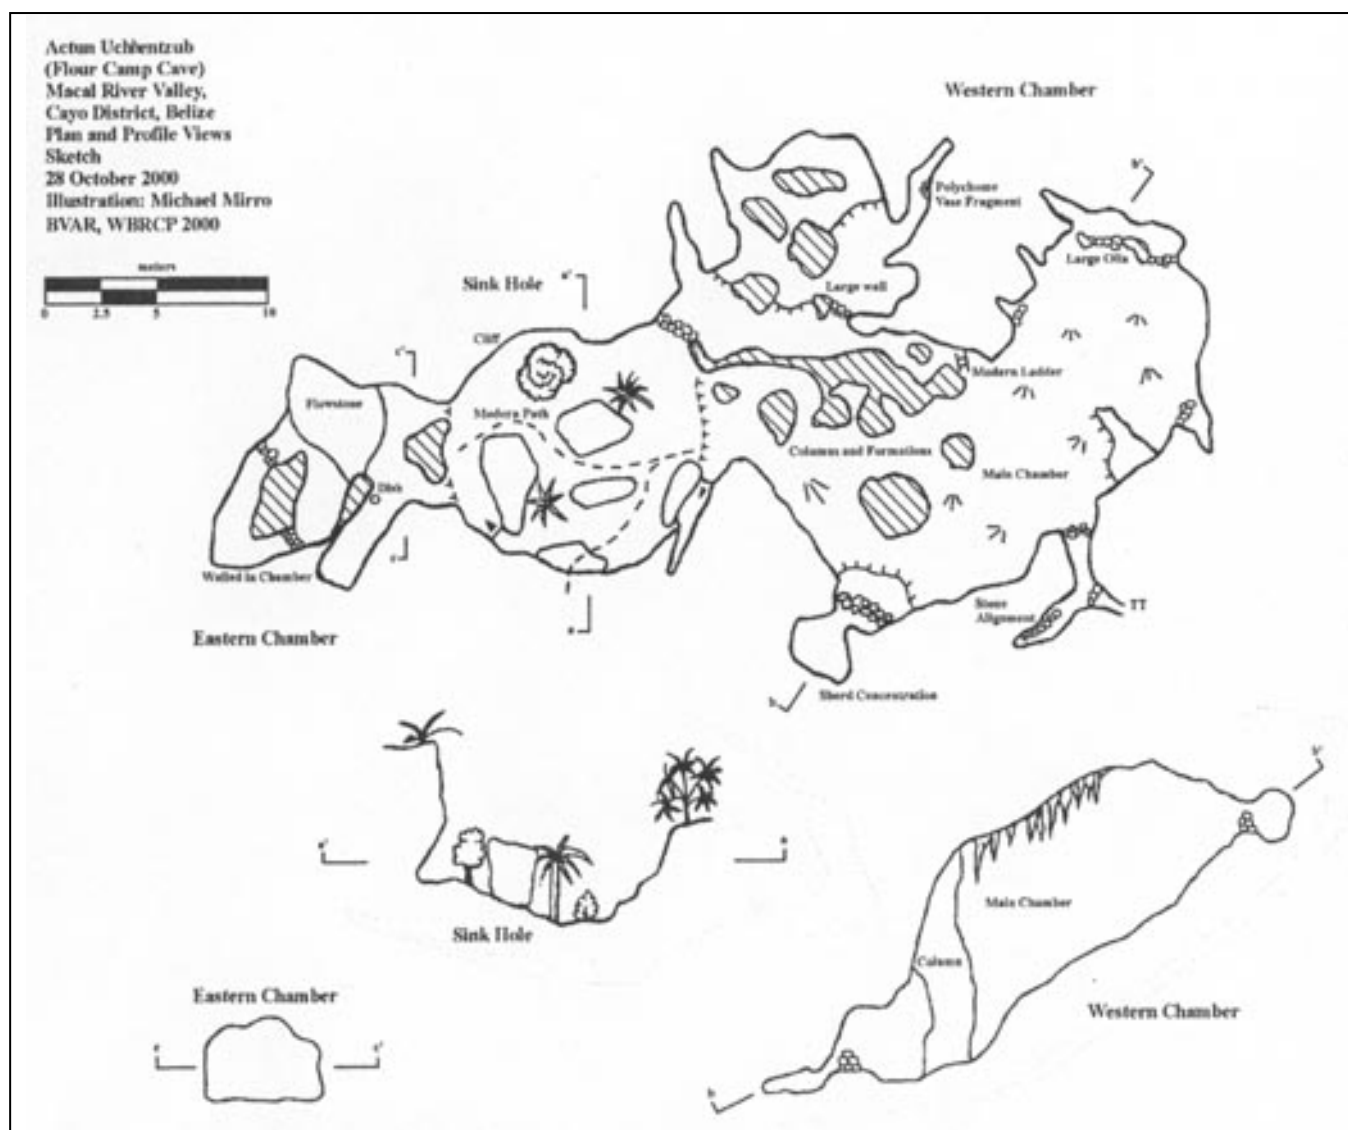 Actun Uchhentzub
(Flour Camp Cave)
Macal River Valley,
Cayo District, Belize
Plan and Profile Views
Sketch
28 October 2000
Illustration: Michael Mirro
BVAR, WBRCP 2000
meters
0 2.5 5 10
Western Chamber
b'
Polychome
Vase Fragment
Large Olla
Sink Hole
a'
Large wall
Cliff
c'
Modern Ladder
Flowstone
Modern Path
Columns and Formations
Main Chamber
Dish
c
Walled in Chamber
Eastern Chamber
a
Stone
Alignment
TT
b
Sherd Concentration
a'
a
Sink Hole
b'
Main Chamber
Column
Western Chamber
b
Eastern Chamber
c
c'